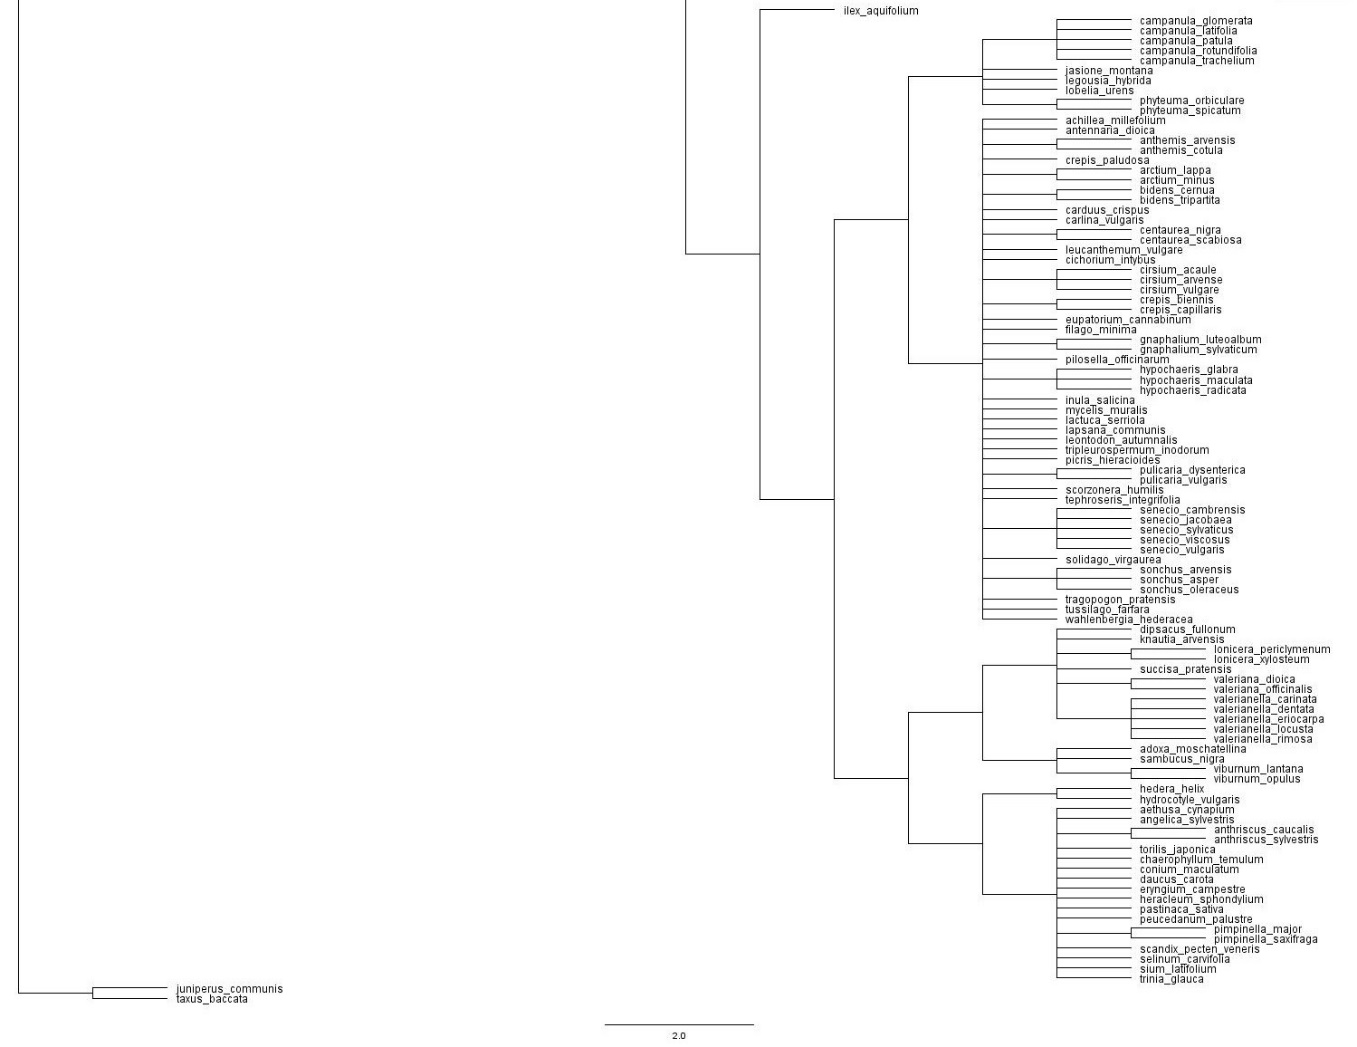 ilex_aquifolium
campanula_glomerata
campanula_latifolia
campanula_patula
campanula_rotundifolia
campanula_trachelium
jasione_montana
legousia_hybrida
lobelia_urens
phyteuma_orbiculare
phyteuma_spicatum
achillea_millefolium
antennaria_dioica
anthemis_arvensis
anthemis_cotula
crepis_paludosa
arctium_lappa
arctium_minus
bidens_cernua
bidens_tripartita
carduus_crispus
carlina_vulgaris
centaurea_nigra
centaurea_scabiosa
leucanthemum_vulgare
cichorium_intybus
cirsium_acaule
cirsium_arvense
cirsium_vulgare
crepis_biennis
crepis_capillaris
eupatorium_cannabinum
filago_minima
gnaphalium_luteoalbum
gnaphalium_sylvaticum
pilosella_officinarum
hypochaeris_glabra
hypochaeris_maculata
hypochaeris_radicata
inula_salicina
mycelis_muralis
lactuca_serriola
lapsana_communis
leontodon_autumnalis
tripleurospermum_inodorum
picris_hieracioides
pulicaria_dysenterica
pulicaria_vulgaris
scorzonera_humilis
tephroseris_integrifolia
senecio_cambrensis
senecio_jacobaea
senecio_sylvaticus
senecio_viscosus
senecio_vulgaris
solidago_virgaurea
sonchus_arvensis
sonchus_asper
sonchus_oleraceus
tragopogon_pratensis
tussilago_farfara
wahlenbergia_hederacea
dipsacus_fullonum
knautia_arvensis
lonicera_periclymenum
lonicera_xylosteum
succisa_pratensis
valeriana_dioica
valeriana_officinalis
valerianella_carinata
valerianella_dentata
valerianella_eriocarpa
valerianella_locusta
valerianella_rimosa
adoxa_moschatellina
sambucus_nigra
viburnum_lantana
viburnum_opulus
hedera_helix
hydrocotyle_vulgaris
aethusa_cynapium
angelica_sylvestris
anthriscus_caucalis
anthriscus_sylvestris
torilis_japonica
chaerophyllum_temulum
conium_maculatum
daucus_carota
eryngium_campestre
heracleum_sphondylium
pastinaca_sativa
peucedanum_palustre
pimpinella_major
pimpinella_saxifraga
scandix_pecten_veneris
selinum_carvifolia
sium_latifolium
trinia_glauca
juniperus_communis
taxus_baccata
2.0